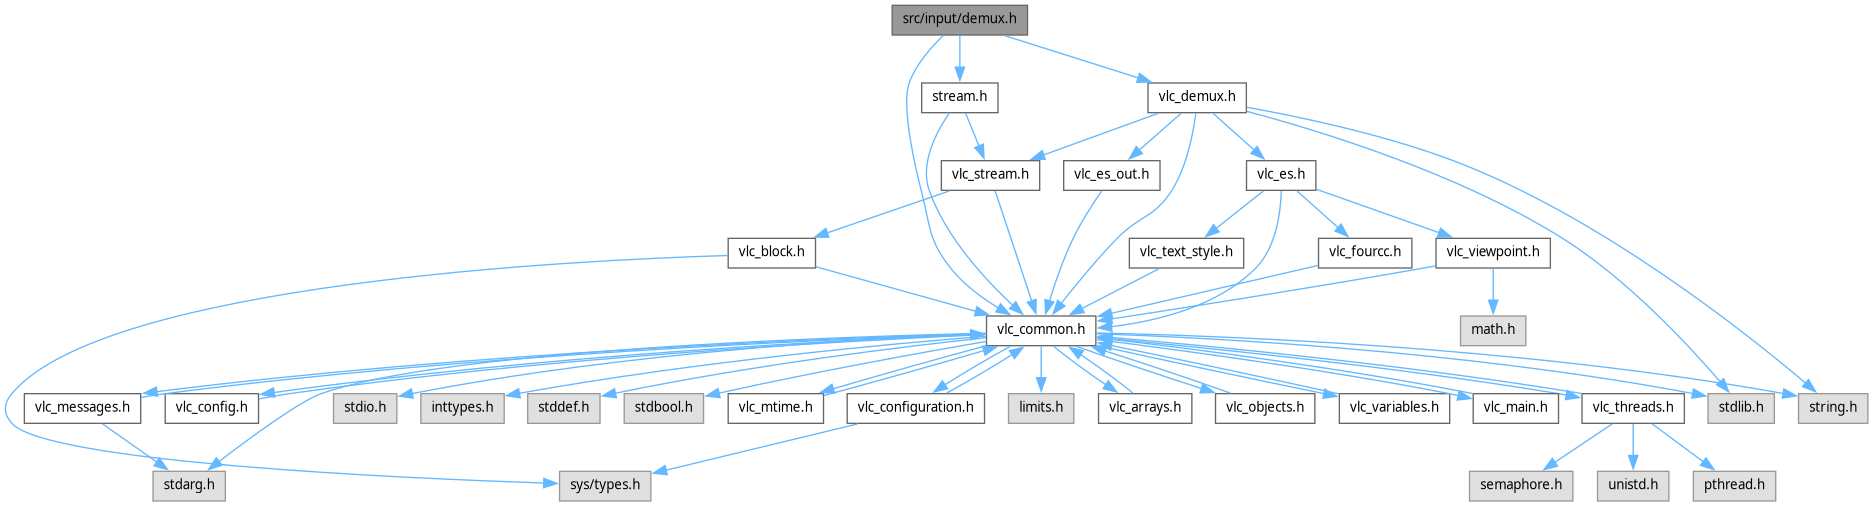 src/input/demux.h
stream.h
vlc_demux.h
vlc_stream.h
vlc_es_out.h
vlc_es.h
vlc_block.h
vlc_text_style.h
vlc_fourcc.h
vlc_viewpoint.h
vlc_common.h
math.h
vlc_messages.h
vlc_config.h
stdio.h
inttypes.h
stddef.h
stdbool.h
vlc_mtime.h
vlc_configuration.h
limits.h
vlc_arrays.h
vlc_objects.h
vlc_variables.h
vlc_main.h
vlc_threads.h
stdlib.h
string.h
stdarg.h
sys/types.h
semaphore.h
unistd.h
pthread.h